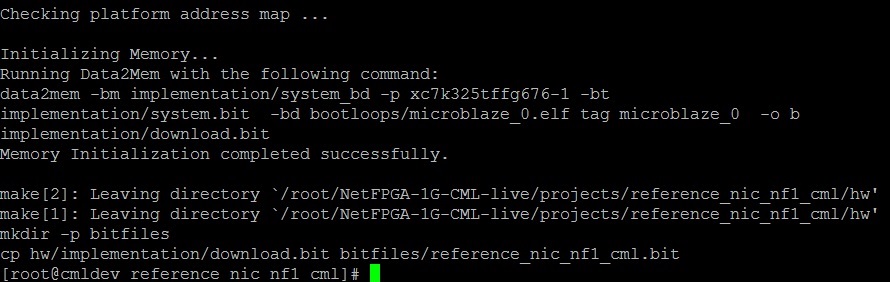 Checking platform address map ...
Initializing Memory...
Running Data2Mem with the following command:
data2mem -bm implementation/system_bd -p xc7k325tffg676-1 -bt
implementation/system.bit  -bd bootloops/microblaze_0.elf tag microblaze_0  -o b
implementation/download.bit
Memory Initialization completed successfully.
make[2]: Leaving directory `/root/NetFPGA-1G-CML-live/projects/reference_nic_nf1_cml/hw'
make[1]: Leaving directory `/root/NetFPGA-1G-CML-live/projects/reference_nic_nf1_cml/hw'
mkdir -p bitfiles
cp hw/implementation/download.bit bitfiles/reference_nic_nf1_cml.bit
[root@cmldev reference_nic_nf1_cml]#